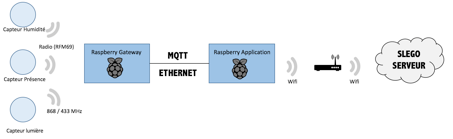 Capteur Humidité
Radio (RFM69)
Capteur Présence
868 / 433 MHz
Capteur lumière
Raspberry Gateway
MQTT
ETHERNET
Raspberry Application
Wifi
Wifi
SLEGO
SERVEUR